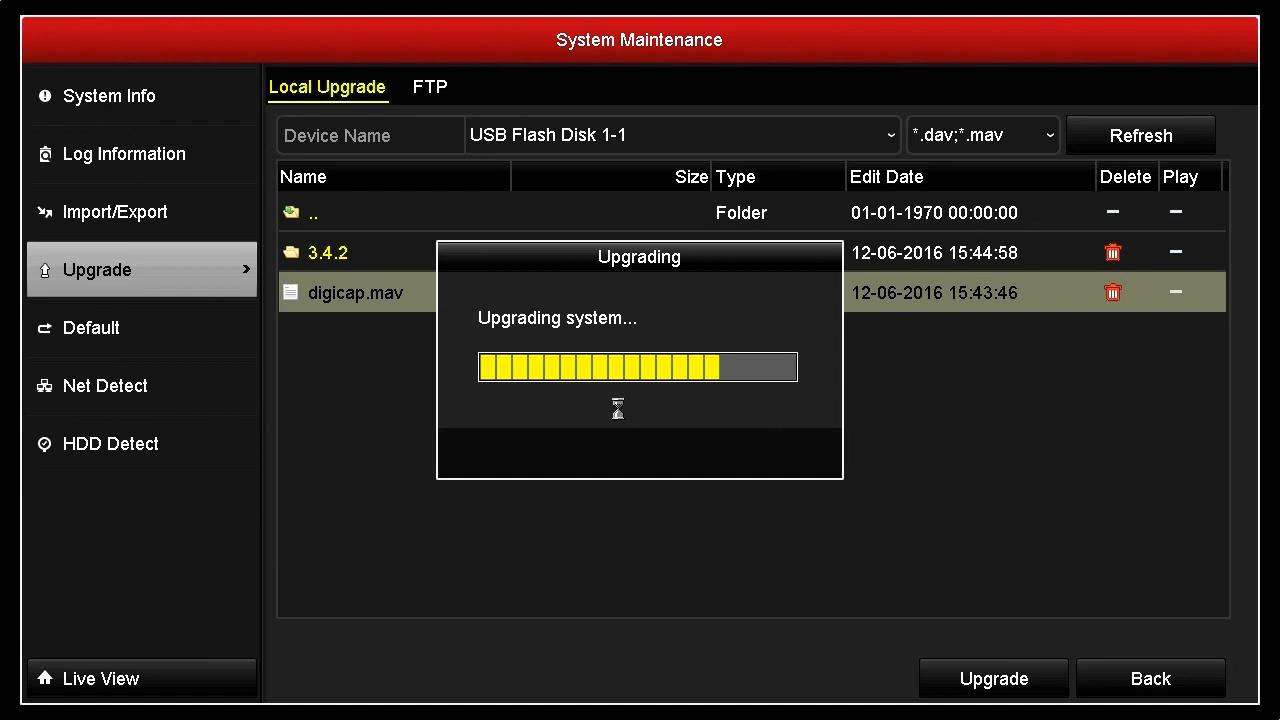 System Maintenance
System Info
Log Information
Import/Export
Upgrade
Default
Net Detect
HDD Detect
Live View
Local Upgrade FTP
Device Name USB Flash Disk 1-1 *.dav;*.mav Refresh
Name Size Type Edit Date Delete Play
.. Folder 01-01-1970 00:00:00 — —
3.4.2 12-06-2016 15:44:58 —
digicap.mav 12-06-2016 15:43:46 —
Upgrading
Upgrading system...
Upgrade Back